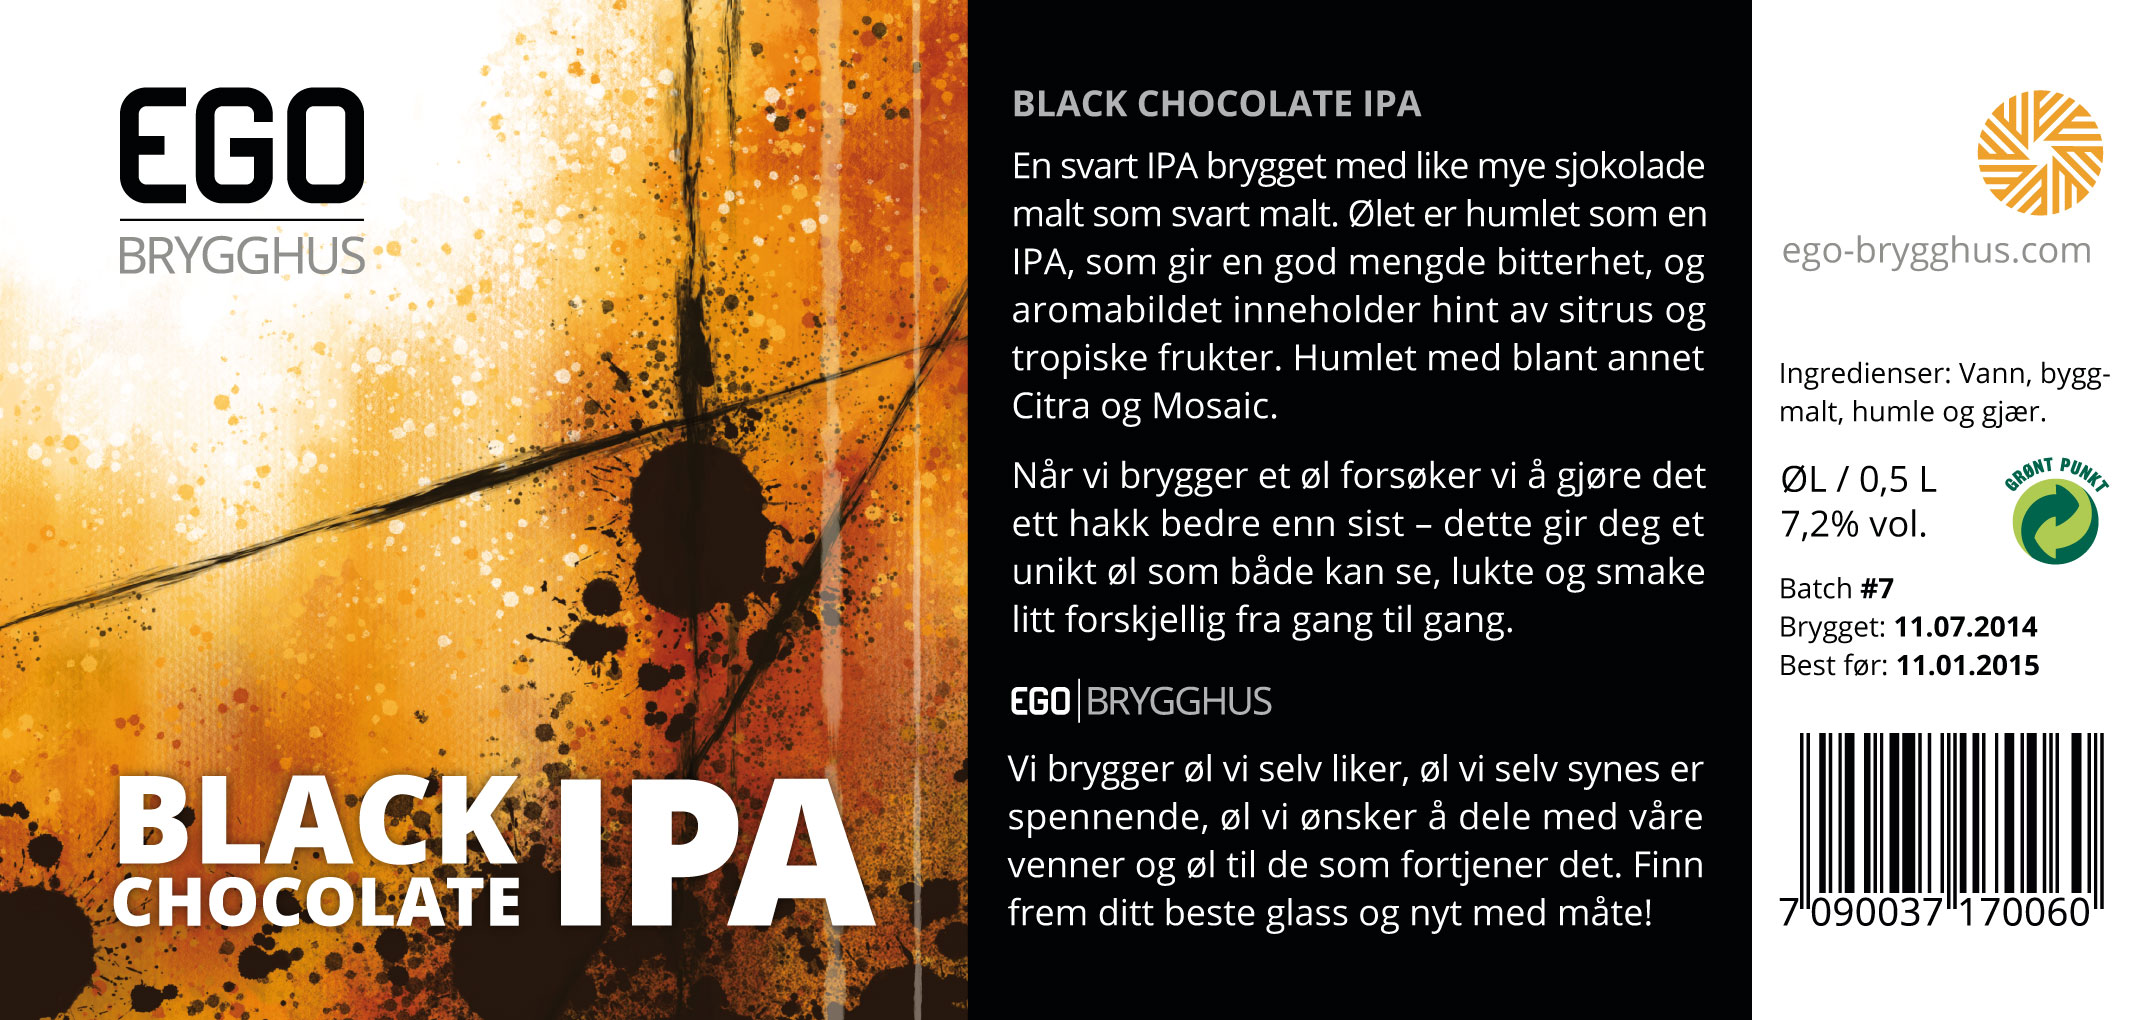 EGO
BRYGGHUS
BLACK
CHOCOLATE
IPA
BLACK CHOCOLATE IPA
En svart IPA brygget med like mye sjokolade
malt som svart malt. Ølet er humlet som en
IPA, som gir en god mengde bitterhet, og
aromabildet inneholder hint av sitrus og
tropiske frukter. Humlet med blant annet
Citra og Mosaic.
Når vi brygger et øl forsøker vi å gjøre det
ett hakk bedre enn sist – dette gir deg et
unikt øl som både kan se, lukte og smake
litt forskjellig fra gang til gang.
EGO|BRYGGHUS
Vi brygger øl vi selv liker, øl vi selv synes er
spennende, øl vi ønsker å dele med våre
venner og øl til de som fortjener det. Finn
frem ditt beste glass og nyt med måte!
ego-brygghus.com
Ingredienser: Vann, bygg-
malt, humle og gjær.
ØL / 0,5 L
7,2% vol.
GRØNT PUNKT
Batch #7
Brygget: 11.07.2014
Best før: 11.01.2015
7 090037 170060